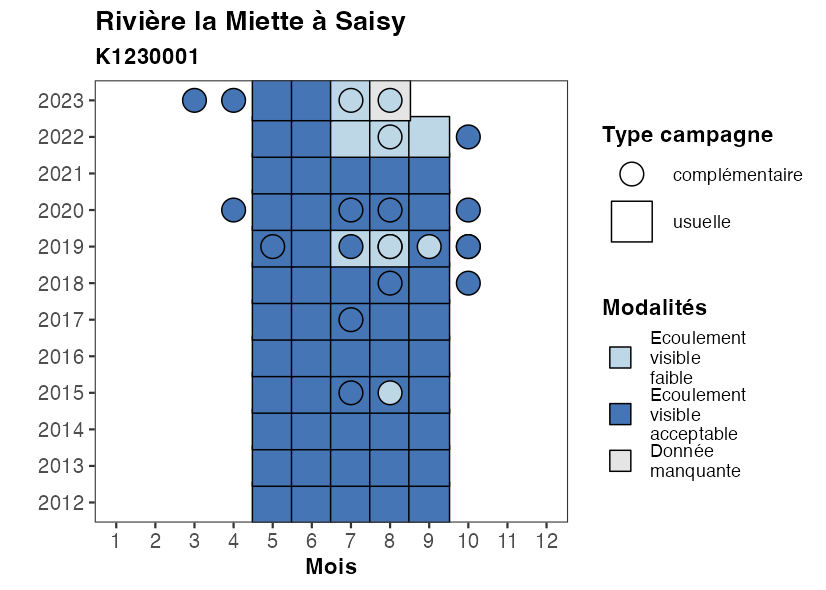 Rivière la Miette à Saisy
K1230001
2023
2022
2021
2020
2019
2018
2017
2016
2015
2014
2013
2012
1 2 3 4 5 6 7 8 9 10 11 12
Mois
Type campagne
complémentaire
usuelle
Modalités
Ecoulement
visible
faible
Ecoulement
visible
acceptable
Donnée
manquante